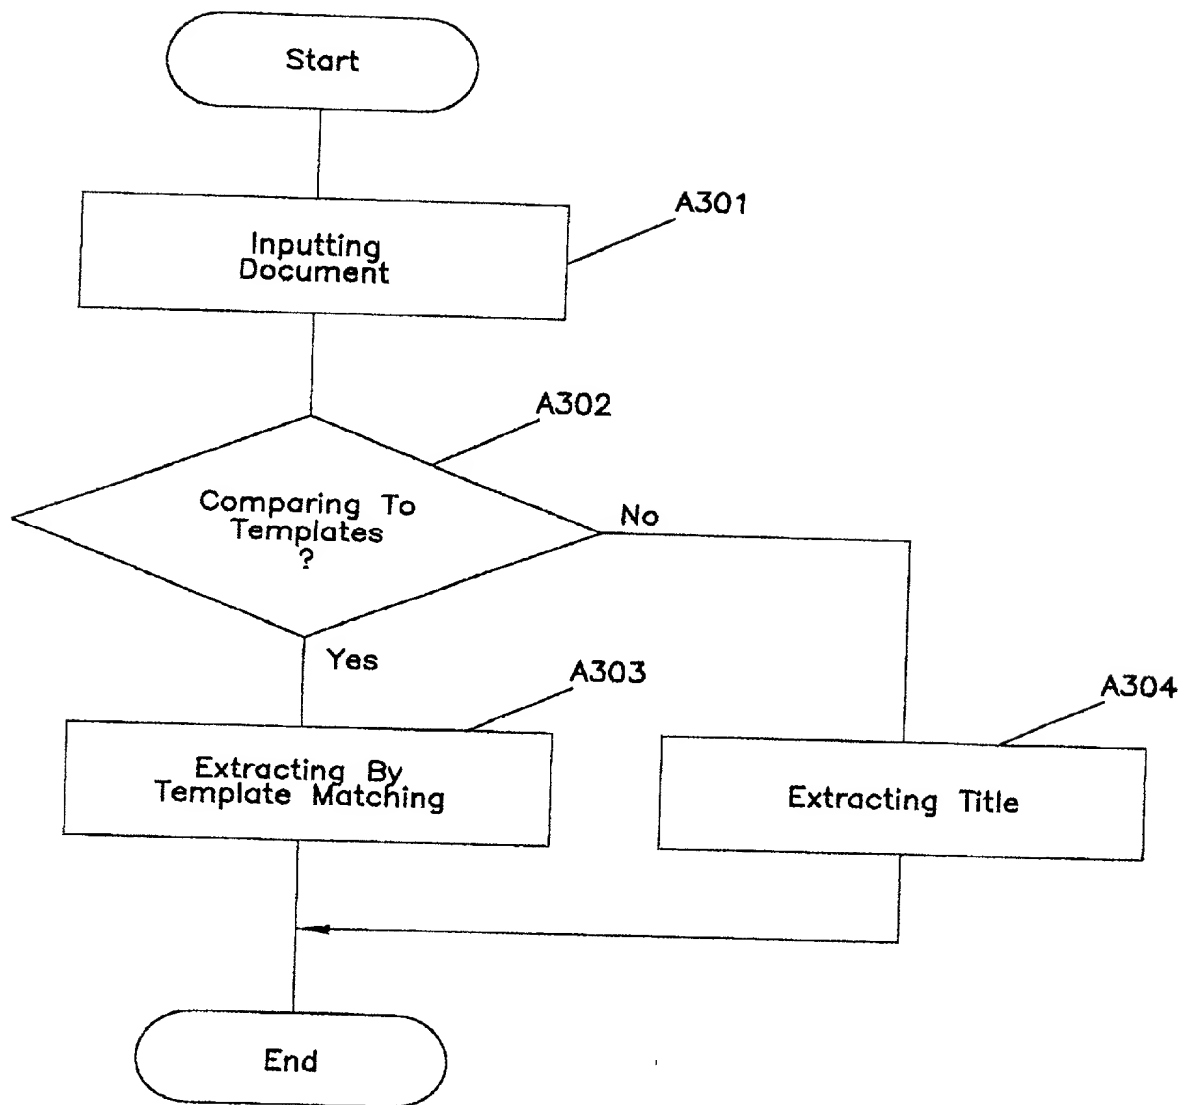 Start
A301
Inputting
Document
A302
Comparing To
Templates
?
No
Yes
A303
A304
Extracting By
Template Matching
Extracting Title
End